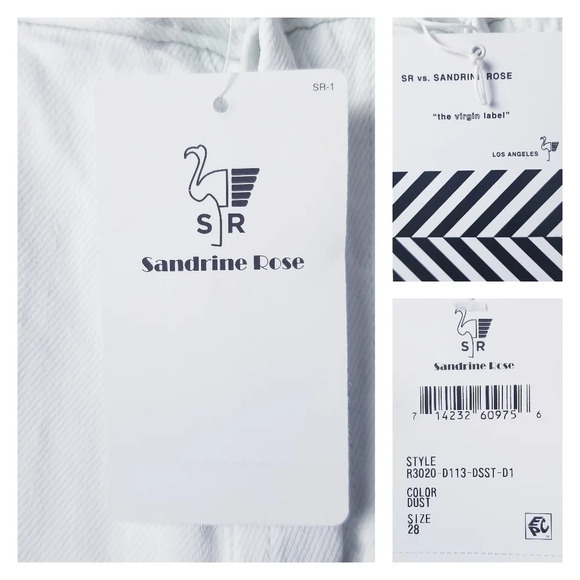 SR-1
S R
Sandrine Rose
SR vs. SANDRINE ROSE
"the virgin label"
LOS ANGELES
S R
Sandrine Rose
7 14232 60975 6
STYLE
R3020-D113-DSST-D1
COLOR
DUST
SIZE
28